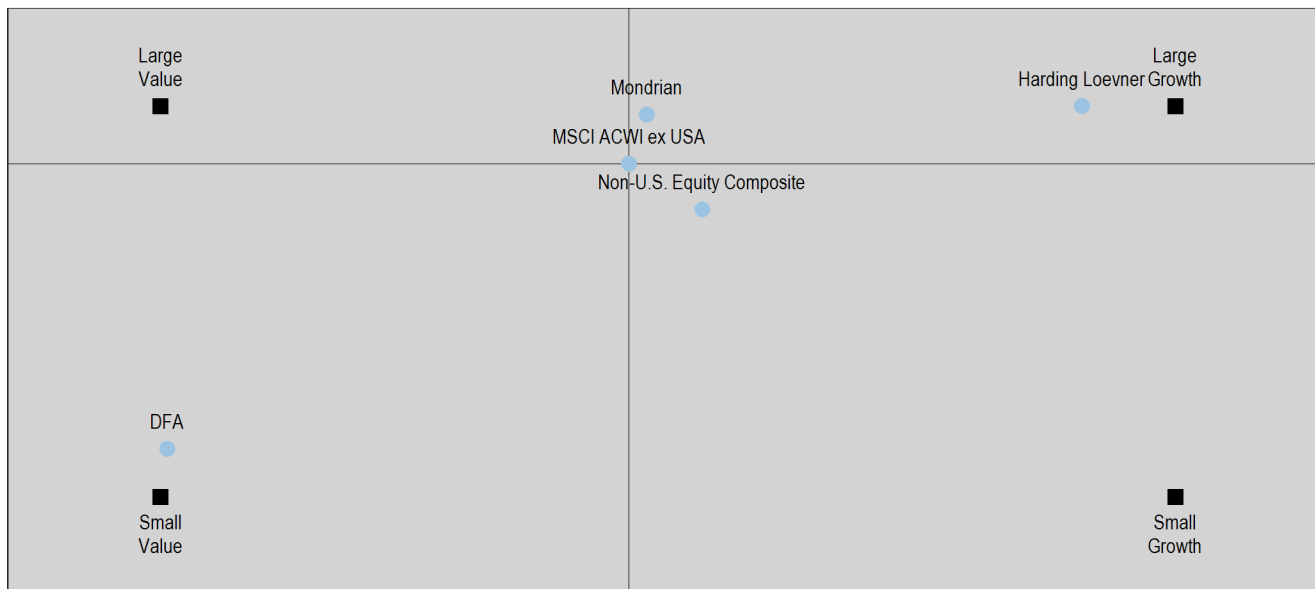 Large
Value
Large
Growth
Mondrian
Harding Loevner
MSCI ACWI ex USA
Non-U.S. Equity Composite
DFA
Small
Value
Small
Growth